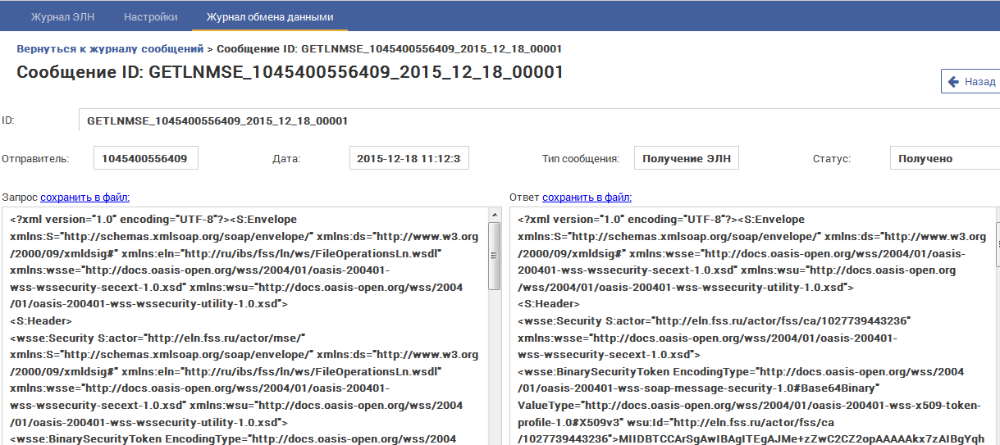 Журнал ЭЛН Настройки Журнал обмена данными
Вернуться к журналу сообщений > Сообщение ID: GETLNMSE_1045400556409_2015_12_18_00001
Сообщение ID: GETLNMSE_1045400556409_2015_12_18_00001
Назад
ID: GETLNMSE_1045400556409_2015_12_18_00001
Отправитель: 1045400556409 Дата: 2015-12-18 11:12:3 Тип сообщения: Получение ЭЛН Статус: Получено
Запрос сохранить в файл:
<?xml version="1.0" encoding="UTF-8"?><S:Envelope
xmlns:S="http://schemas.xmlsoap.org/soap/envelope/" xmlns:ds="http://www.w3.org
/2000/09/xmldsig#" xmlns:eln="http://ru/ibs/fss/ln/ws/FileOperationsLn.wsdl"
xmlns:wsse="http://docs.oasis-open.org/wss/2004/01/oasis-200401-
wss-wssecurity-secext-1.0.xsd" xmlns:wsu="http://docs.oasis-open.org/wss/2004
/01/oasis-200401-wss-wssecurity-utility-1.0.xsd">
<S:Header>
<wsse:Security S:actor="http://eln.fss.ru/actor/mse/"
xmlns:S="http://schemas.xmlsoap.org/soap/envelope/" xmlns:ds="http://www.w3.org
/2000/09/xmldsig#" xmlns:eln="http://ru/ibs/fss/ln/ws/FileOperationsLn.wsdl"
xmlns:wsse="http://docs.oasis-open.org/wss/2004/01/oasis-200401-
wss-wssecurity-secext-1.0.xsd" xmlns:wsu="http://docs.oasis-open.org/wss/2004
/01/oasis-200401-wss-wssecurity-utility-1.0.xsd">
<wsse:BinarySecurityToken EncodingType="http://docs.oasis-open.org/wss/2004
Ответ сохранить в файл:
<?xml version="1.0" encoding="UTF-8"?><S:Envelope
xmlns:S="http://schemas.xmlsoap.org/soap/envelope/" xmlns:ds="http://www.w3.org
/2000/09/xmldsig#" xmlns:wsse="http://docs.oasis-open.org/wss/2004/01/oasis-
200401-wss-wssecurity-secext-1.0.xsd" xmlns:wsu="http://docs.oasis-open.org
/wss/2004/01/oasis-200401-wss-wssecurity-utility-1.0.xsd">
<S:Header>
<wsse:Security S:actor="http://eln.fss.ru/actor/fss/ca/1027739443236"
xmlns:wsse="http://docs.oasis-open.org/wss/2004/01/oasis-200401-
wss-wssecurity-secext-1.0.xsd">
<wsse:BinarySecurityToken EncodingType="http://docs.oasis-open.org/wss/2004
/01/oasis-200401-wss-soap-message-security-1.0#Base64Binary"
ValueType="http://docs.oasis-open.org/wss/2004/01/oasis-200401-wss-x509-token-
profile-1.0#X509v3" wsu:Id="http://eln.fss.ru/actor/fss/ca
/1027739443236">MIIDBTCCArSgAwIBAgITEgAJMe+zZwC2CZ2opAAAAAkx7zAIBgYqh